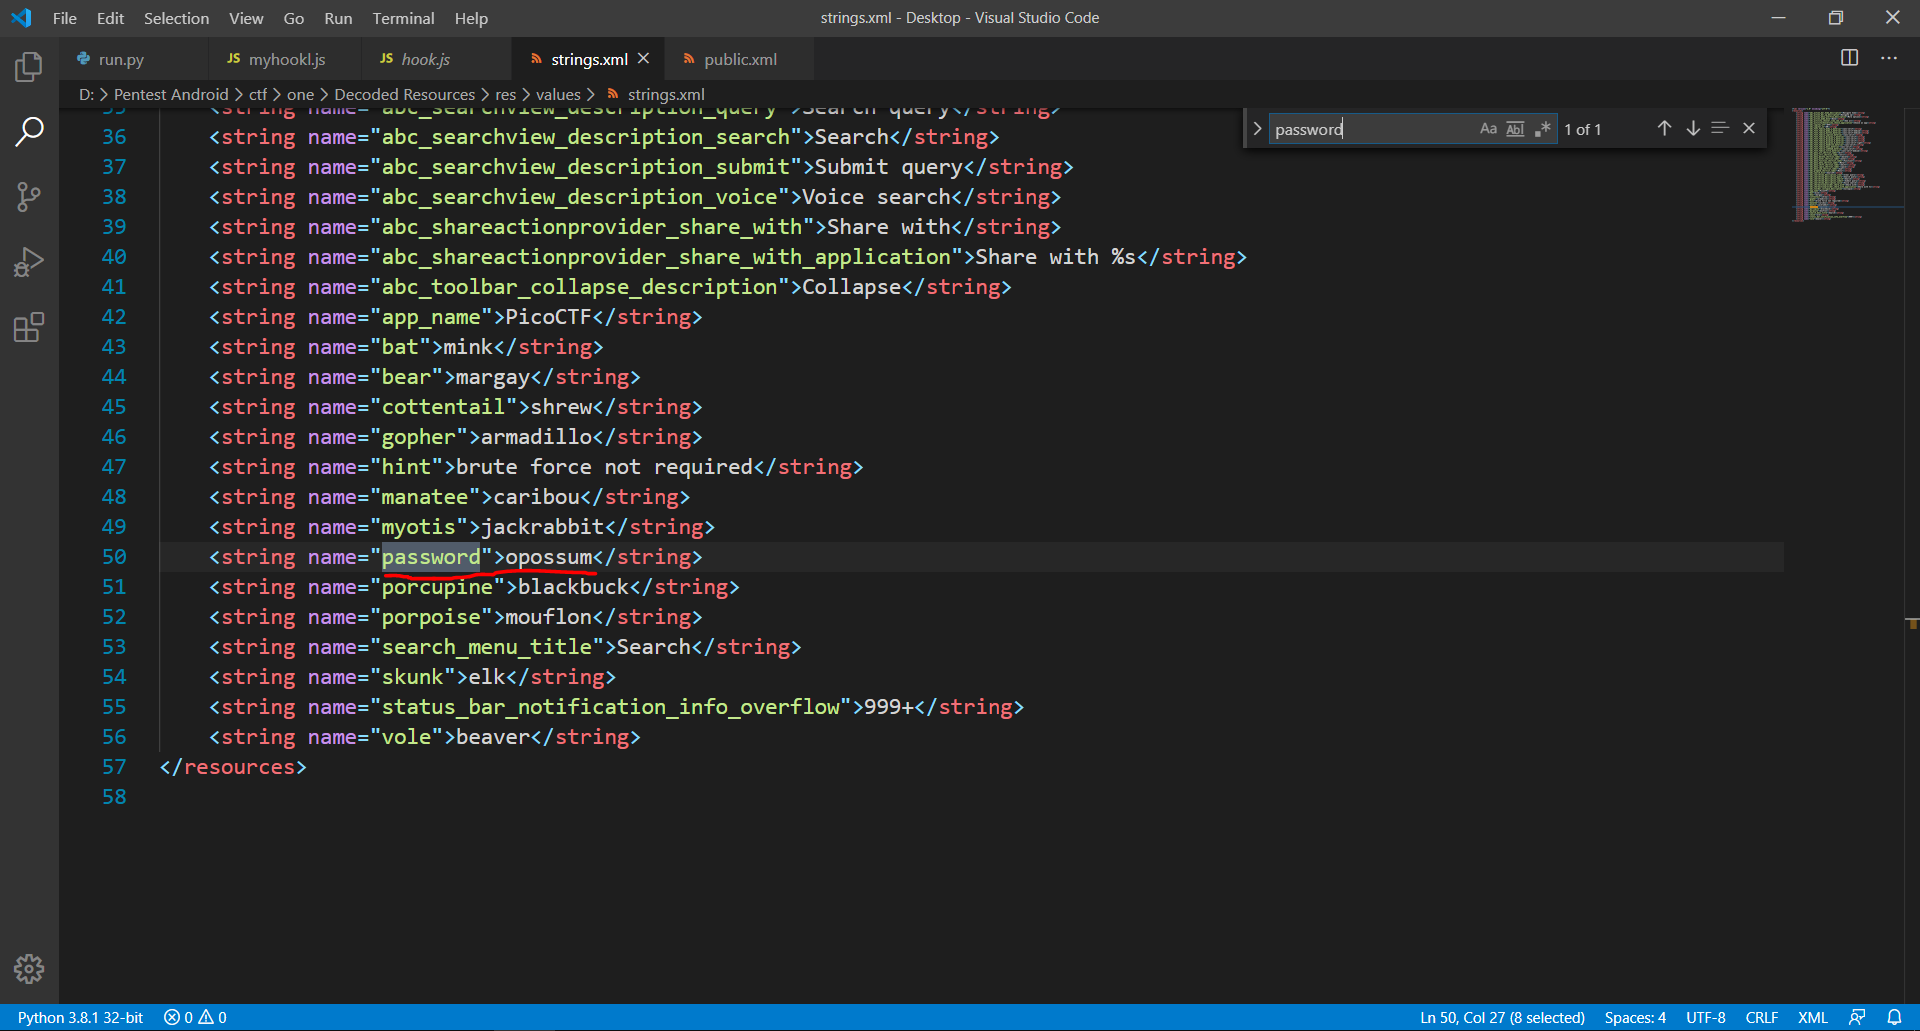 File Edit Selection View Go Run Terminal Help
strings.xml - Desktop - Visual Studio Code
run.py
JS myhookl.js
JS hook.js
strings.xml
public.xml
D: > Pentest Android > ctf > one > Decoded Resources > res > values > strings.xml
password
Aa Abl .* 1 of 1
35 <string name="abc_searchview_description_query">Search query</string>
36 <string name="abc_searchview_description_search">Search</string>
37 <string name="abc_searchview_description_submit">Submit query</string>
38 <string name="abc_searchview_description_voice">Voice search</string>
39 <string name="abc_shareactionprovider_share_with">Share with</string>
40 <string name="abc_shareactionprovider_share_with_application">Share with %s</string>
41 <string name="abc_toolbar_collapse_description">Collapse</string>
42 <string name="app_name">PicoCTF</string>
43 <string name="bat">mink</string>
44 <string name="bear">margay</string>
45 <string name="cottentail">shrew</string>
46 <string name="gopher">armadillo</string>
47 <string name="hint">brute force not required</string>
48 <string name="manatee">caribou</string>
49 <string name="myotis">jackrabbit</string>
50 <string name="password">opossum</string>
51 <string name="porcupine">blackbuck</string>
52 <string name="porpoise">mouflon</string>
53 <string name="search_menu_title">Search</string>
54 <string name="skunk">elk</string>
55 <string name="status_bar_notification_info_overflow">999+</string>
56 <string name="vole">beaver</string>
57 </resources>
58
Python 3.8.1 32-bit 0 0 Ln 50, Col 27 (8 selected) Spaces: 4 UTF-8 CRLF XML